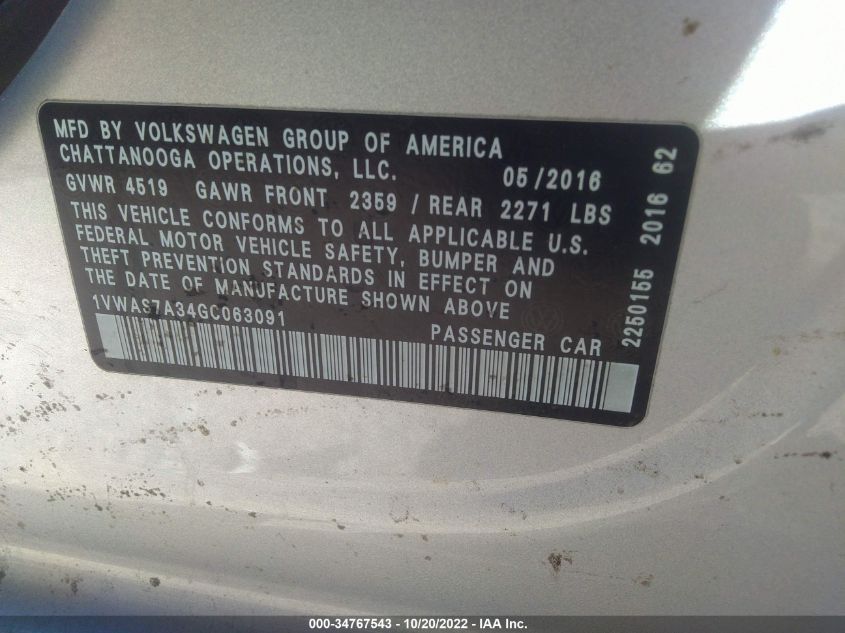 MFD BY VOLKSWAGEN GROUP OF AMERICA
CHATTANOOGA OPERATIONS, LLC. 05/2016
GVWR 4519 GAWR FRONT 2359 / REAR 2271 LBS
THIS VEHICLE CONFORMS TO ALL APPLICABLE U.S.
FEDERAL MOTOR VEHICLE SAFETY, BUMPER AND
THEFT PREVENTION STANDARDS IN EFFECT ON
THE DATE OF MANUFACTURE SHOWN ABOVE
1VWAS7A34GC063091 PASSENGER CAR
2250155 2016 62
000-34767543 - 10/20/2022 - IAA Inc.